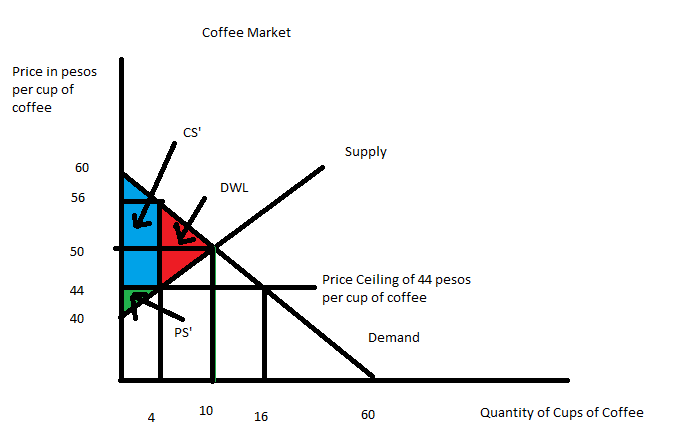 Coffee Market
Price in pesos
per cup of
coffee
CS'
Supply
60
DWL
56
50
44
Price Ceiling of 44 pesos
per cup of coffee
40
PS'
Demand
4
10
16
60
Quantity of Cups of Coffee